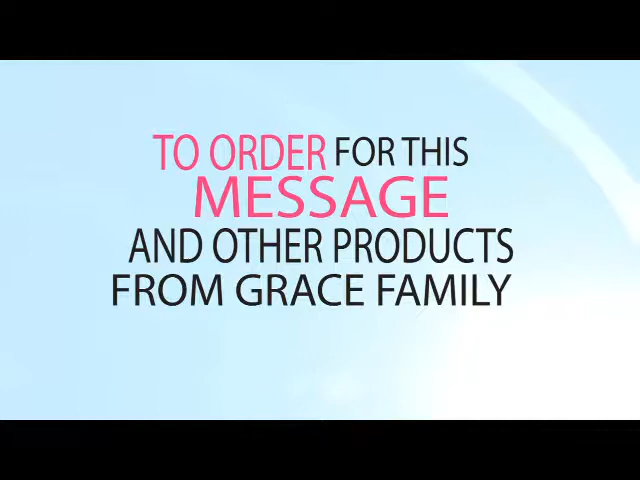 TO ORDER FOR THIS
MESSAGE
AND OTHER PRODUCTS
FROM GRACE FAMILY